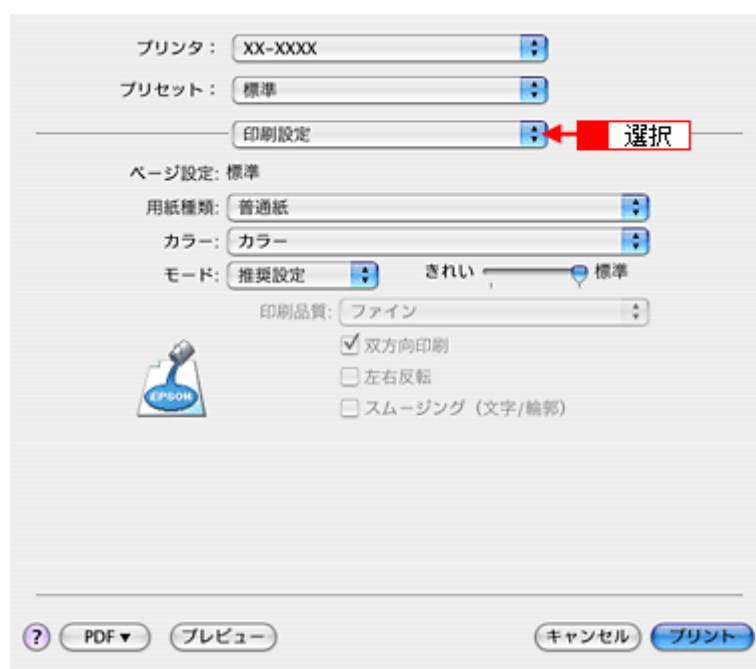 プリンタ： XX-XXXX
プリセット： 標準
印刷設定 選択
ページ設定: 標準
用紙種類: 普通紙
カラー: カラー
モード: 推奨設定 きれい 標準
印刷品質: ファイン
双方向印刷
左右反転
EPSON
スムージング（文字/輪郭）
? PDF▼ プレビュー キャンセル プリント